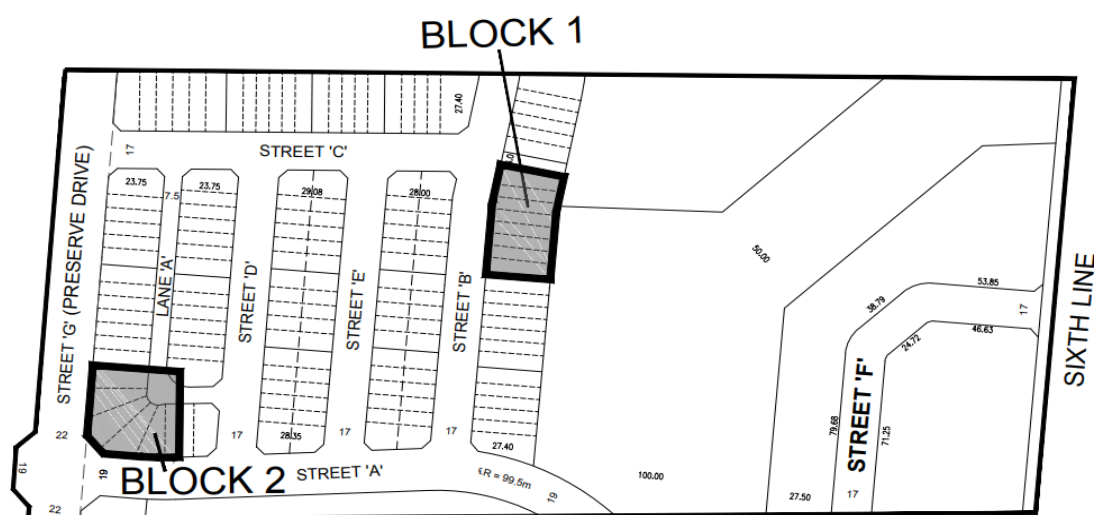 BLOCK 1
27.40
17
STREET 'C'
23.75
23.75
29.08
28.00
7.5
STREET 'G' (PRESERVE DRIVE)
LANE 'A'
STREET 'D'
STREET 'E'
STREET 'B'
50.00
53.85
38.79
17
24.72
46.63
SIXTH LINE
STREET 'F'
79.68
71.25
22
17
28.35
17
17
27.40
19
19
BLOCK 2
STREET 'A'
R = 99.5m
19
100.00
27.50
17
22